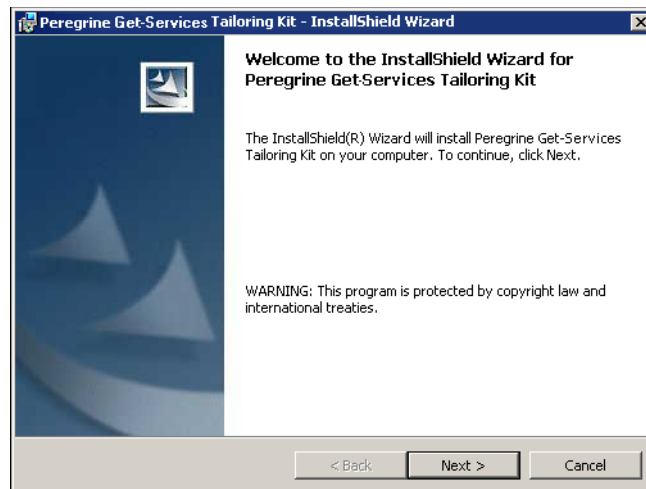 Peregrine Get-Services Tailoring Kit - InstallShield Wizard
Welcome to the InstallShield Wizard for
Peregrine Get-Services Tailoring Kit
The InstallShield(R) Wizard will install Peregrine Get-Services
Tailoring Kit on your computer. To continue, click Next.
WARNING: This program is protected by copyright law and
international treaties.
< Back
Next >
Cancel